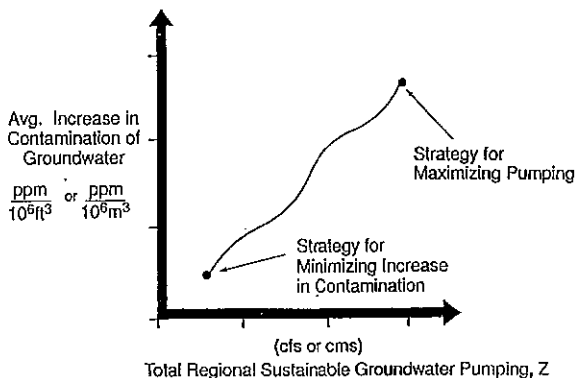 Avg. Increase in
Contamination of
Groundwater
ppm/10⁶ft³ or ppm/10⁶m³
Strategy for
Maximizing Pumping
Strategy for
Minimizing Increase
in Contamination
(cfs or cms)
Total Regional Sustainable Groundwater Pumping, Z